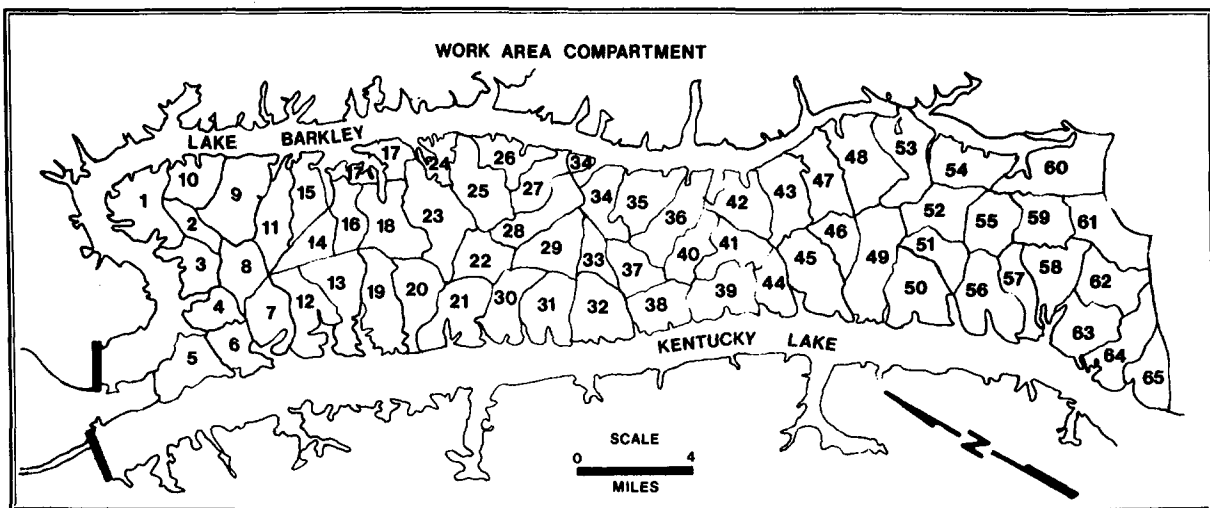 WORK AREA COMPARTMENT
LAKE BARKLEY
17 24 26 34 48 53 54 60
1 10 9 15 17 25 27 34 35 36 42 43 47
2 11 16 18 23 28 52 55 59 61
3 8 14 22 29 33 37 40 41 46 45 49 51 58 62
4 7 12 13 19 20 21 30 31 32 38 39 44 50 56 57
5 6 63 64 65
KENTUCKY LAKE
SCALE
0 4
MILES
N